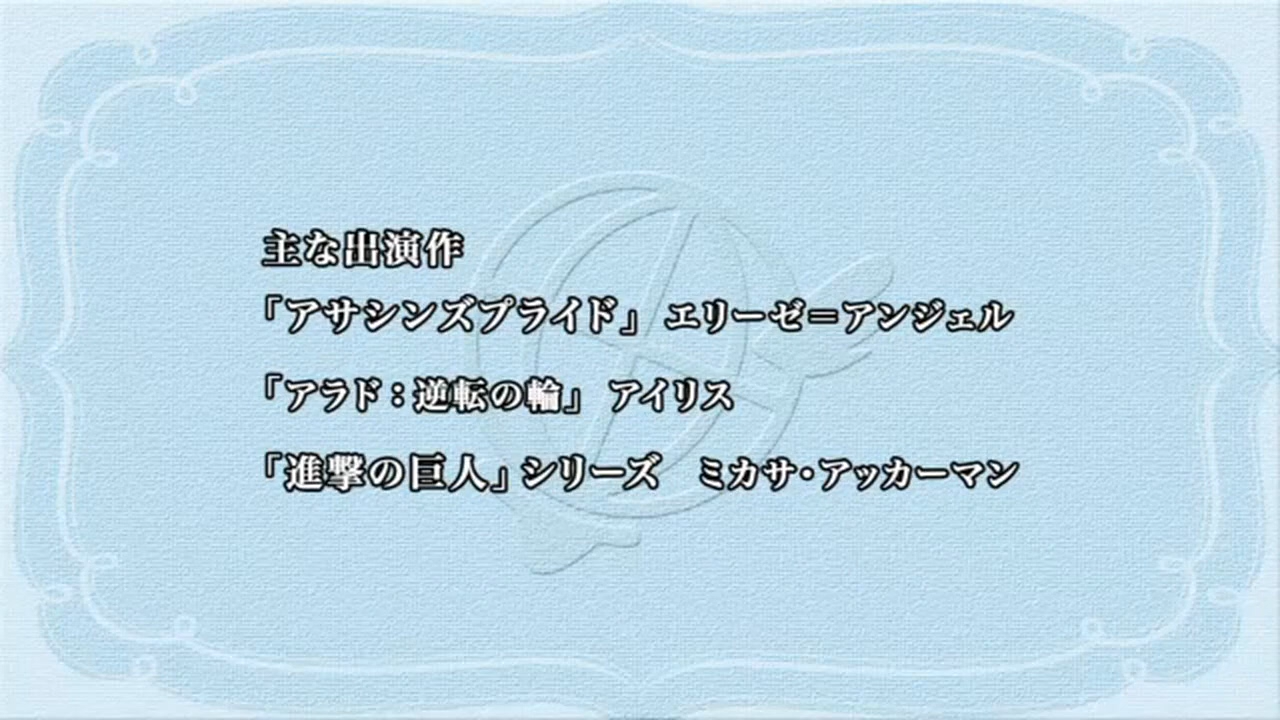 主な出演作
「アサシンズプライド」 エリーゼ＝アンジェル
「アラド：逆転の輪」 アイリス
「進撃の巨人」シリーズ　ミカサ・アッカーマン